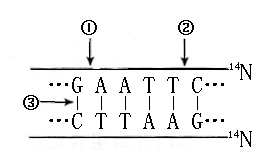 ① ②
¹⁴N
···G A A T T C···
③
···C T T A A G···
¹⁴N